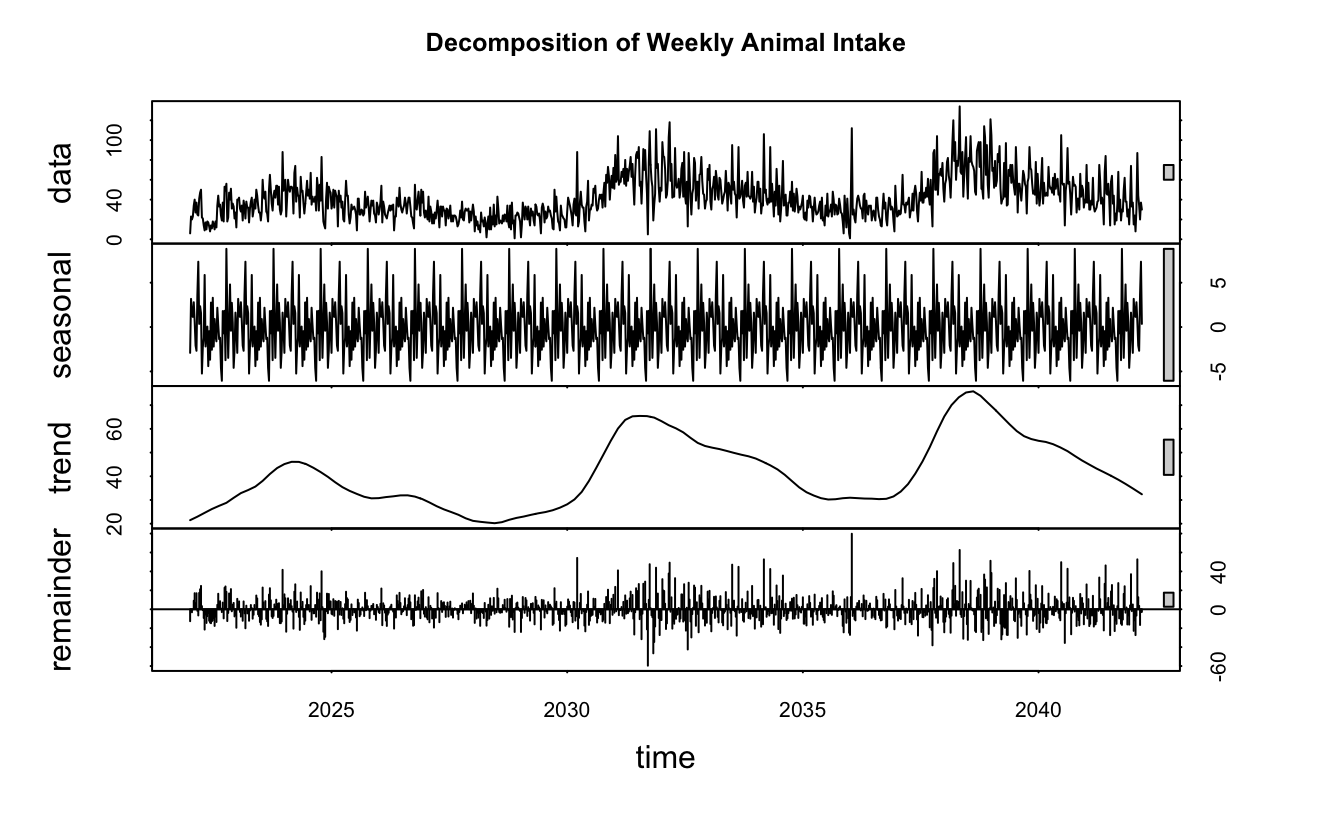 Decomposition of Weekly Animal Intake
data
0 40 100
seasonal
-5 0 5
trend
20 40 60
remainder
-60 0 40
2025 2030 2035 2040
time